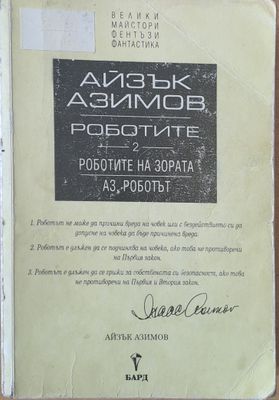 ВЕЛИКИ
МАЙСТОРИ
ФЕНТЪЗИ
ФАНТАСТИКА
АЙЗЪК
АЗИМОВ
РОБОТИТЕ
2
РОБОТИТЕ НА ЗОРАТА
АЗ, РОБОТЪТ
1. Роботът не може да причини вреда на човек или с бездействието си да
допусне на човека да бъде причинена вреда.
2. Роботът е длъжен да се подчинява на човека, ако това не противоречи
на Първия закон.
3. Роботът е длъжен да се грижи за собствената си безопасност, ако това
не противоречи на Първия и Втория закон.
Isaac Asimov
АЙЗЪК АЗИМОВ
БАРД